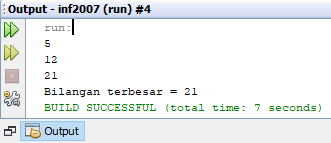 Output - inf2007 (run) #4
run:
5
12
21
Bilangan terbesar = 21
BUILD SUCCESSFUL (total time: 7 seconds)
Output